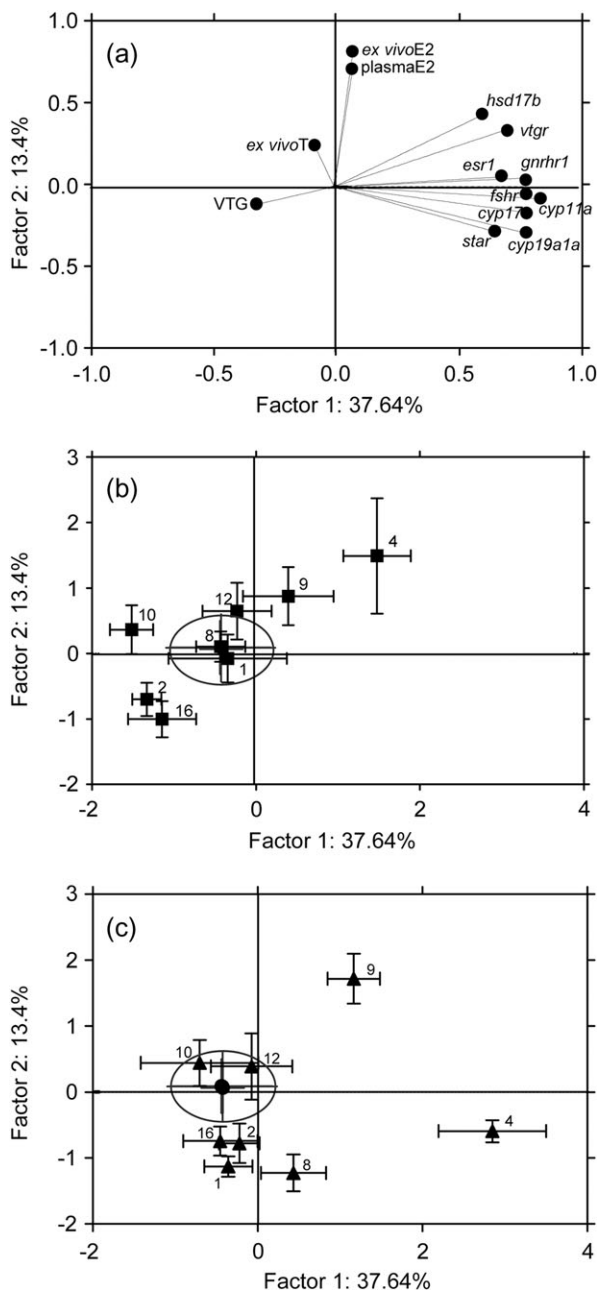 (a)
1.0
0.5
0.0
-0.5
-1.0
Factor 2: 13.4%
ex vivoE2
plasmaE2
hsd17b
vtgr
ex vivoT
esr1
gnrhr1
VTG
fshr
cyp11a
cyp17
star
cyp19a1a
-1.0
-0.5
0.0
0.5
1.0
Factor 1: 37.64%
(b)
3
2
1
0
-1
-2
Factor 2: 13.4%
4
9
12
10
8
1
2
16
-2
0
2
4
Factor 1: 37.64%
(c)
3
2
1
0
-1
-2
Factor 2: 13.4%
9
10
12
16
2
4
1
8
-2
0
2
4
Factor 1: 37.64%